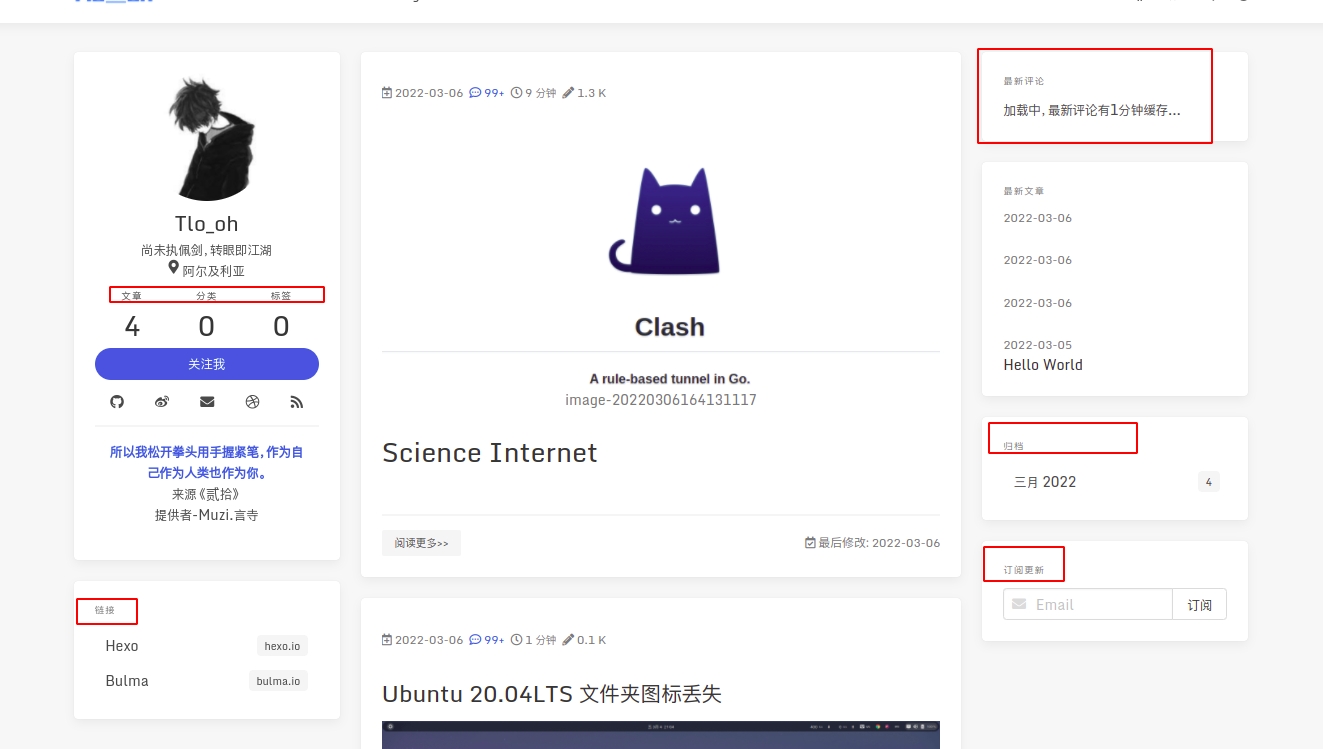 Tlo_oh
尚未执佩剑，转眼即江湖
阿尔及利亚
文章 分类 标签
4 0 0
关注我
所以我松开拳头用手握紧笔，作为自
己作为人类也作为你。
来源《贰拾》
提供者-Muzi.言寺
链接
Hexo hexo.io
Bulma bulma.io
2022-03-06 99+ 9 分钟 1.3 K
Clash
A rule-based tunnel in Go.
image-20220306164131117
Science Internet
阅读更多>> 最后修改: 2022-03-06
2022-03-06 99+ 1 分钟 0.1 K
Ubuntu 20.04LTS 文件夹图标丢失
最新评论
加载中，最新评论有1分钟缓存...
最新文章
2022-03-06
2022-03-06
2022-03-06
2022-03-05
Hello World
归档
三月 2022 4
订阅更新
Email 订阅